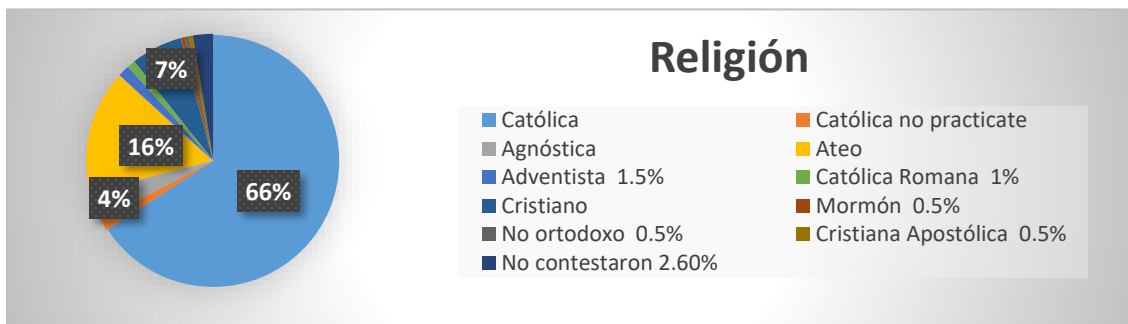 Religión
7%
16%
4%
66%
Católica
Católica no practicate
Agnóstica
Ateo
Adventista 1.5%
Católica Romana 1%
Cristiano
Mormón 0.5%
No ortodoxo 0.5%
Cristiana Apostólica 0.5%
No contestaron 2.60%